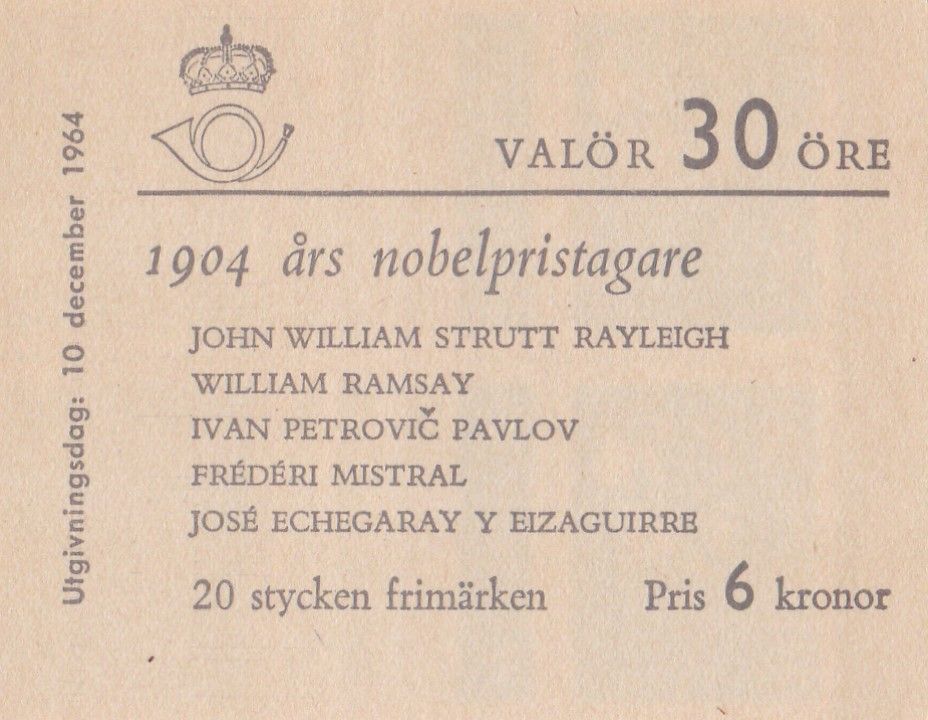 Utgivningsdag: 10 december 1964
VALÖR 30 ÖRE
1904 års nobelpristagare
JOHN WILLIAM STRUTT RAYLEIGH
WILLIAM RAMSAY
IVAN PETROVIČ PAVLOV
FRÉDÉRI MISTRAL
JOSÉ ECHEGARAY Y EIZAGUIRRE
20 stycken frimärken Pris 6 kronor